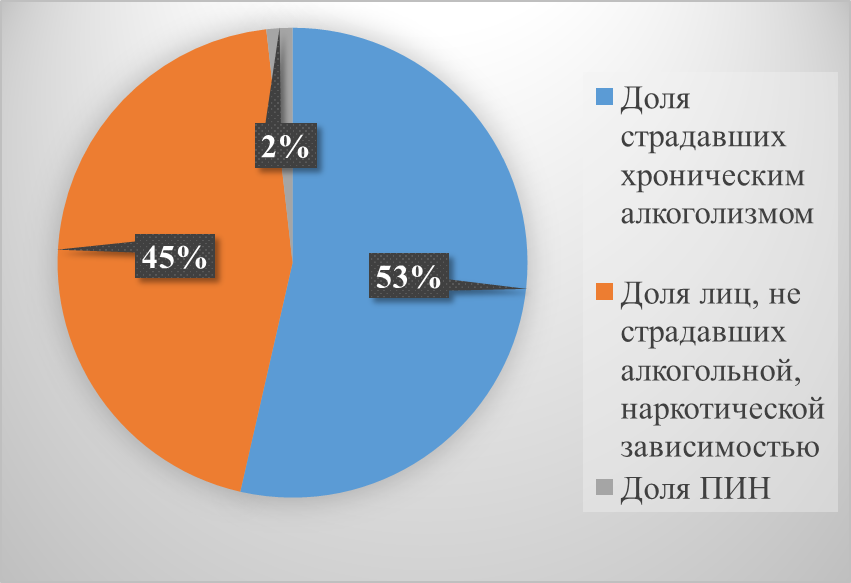 2%
45%
53%
Доля
страдавших
хроническим
алкоголизмом
Доля лиц, не
страдавших
алкогольной,
наркотической
зависимостью
Доля ПИН